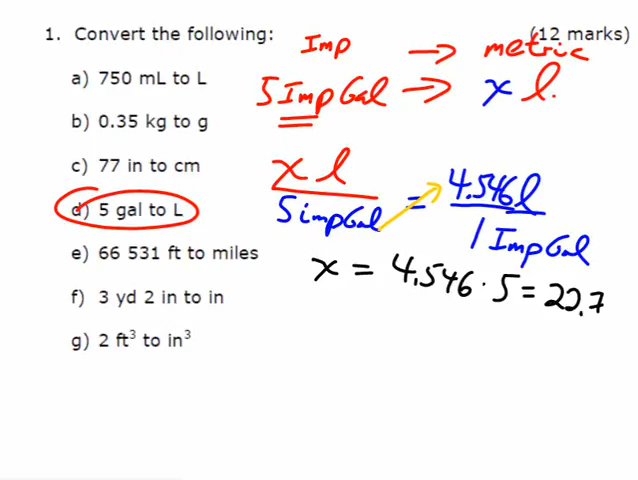 1. Convert the following: (12 marks)
Imp → metric
a) 750 mL to L
5 Imp Gal → x l.
b) 0.35 kg to g
c) 77 in to cm
x l / 5 imp Gal = 4.546 l / 1 Imp Gal
d) 5 gal to L
x = 4.546 · 5 = 22.7
e) 66 531 ft to miles
f) 3 yd 2 in to in
g) 2 ft³ to in³